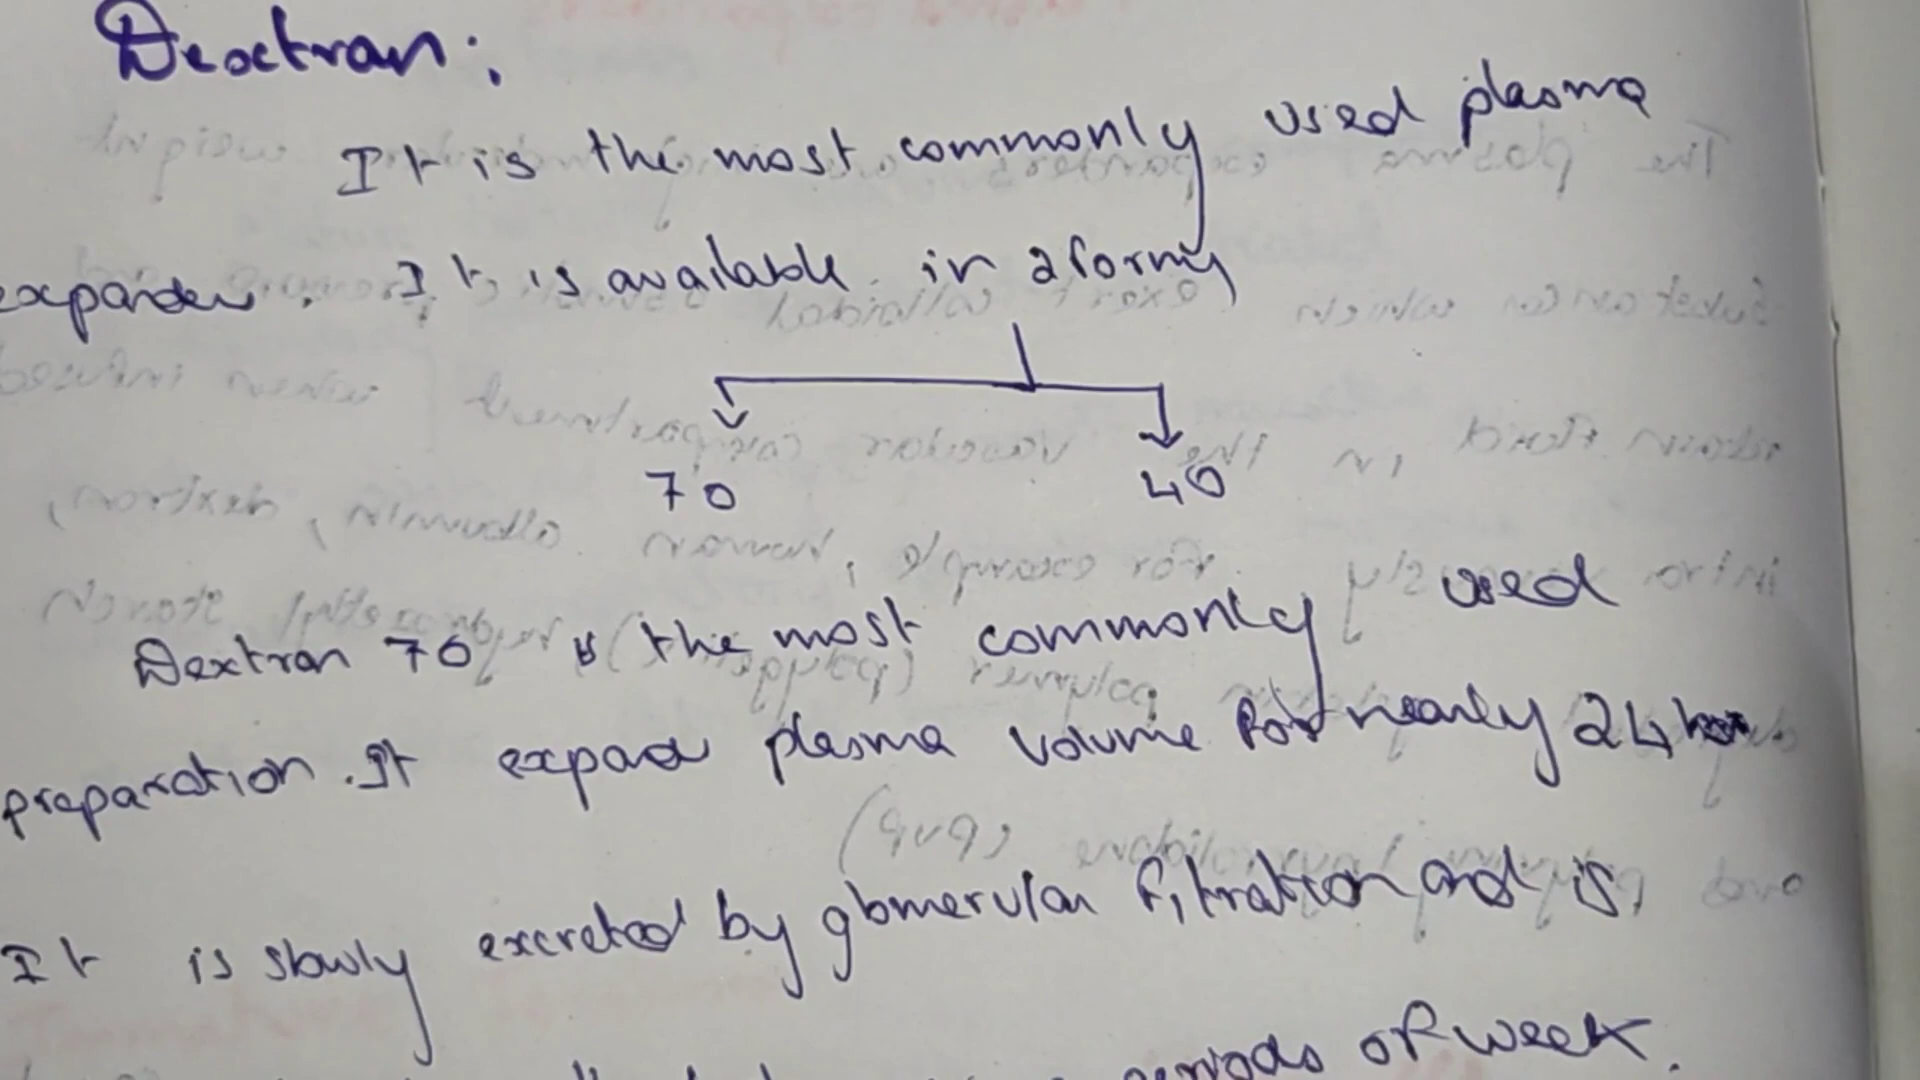 Dextran:
It is the most commonly used plasma
expander. It is available in 2 forms
70 40
Dextran 70 is the most commonly used
preparation. It expand plasma volume for nearly 24 hr
It is slowly excreted by glomerular filtration and is
periods of week.